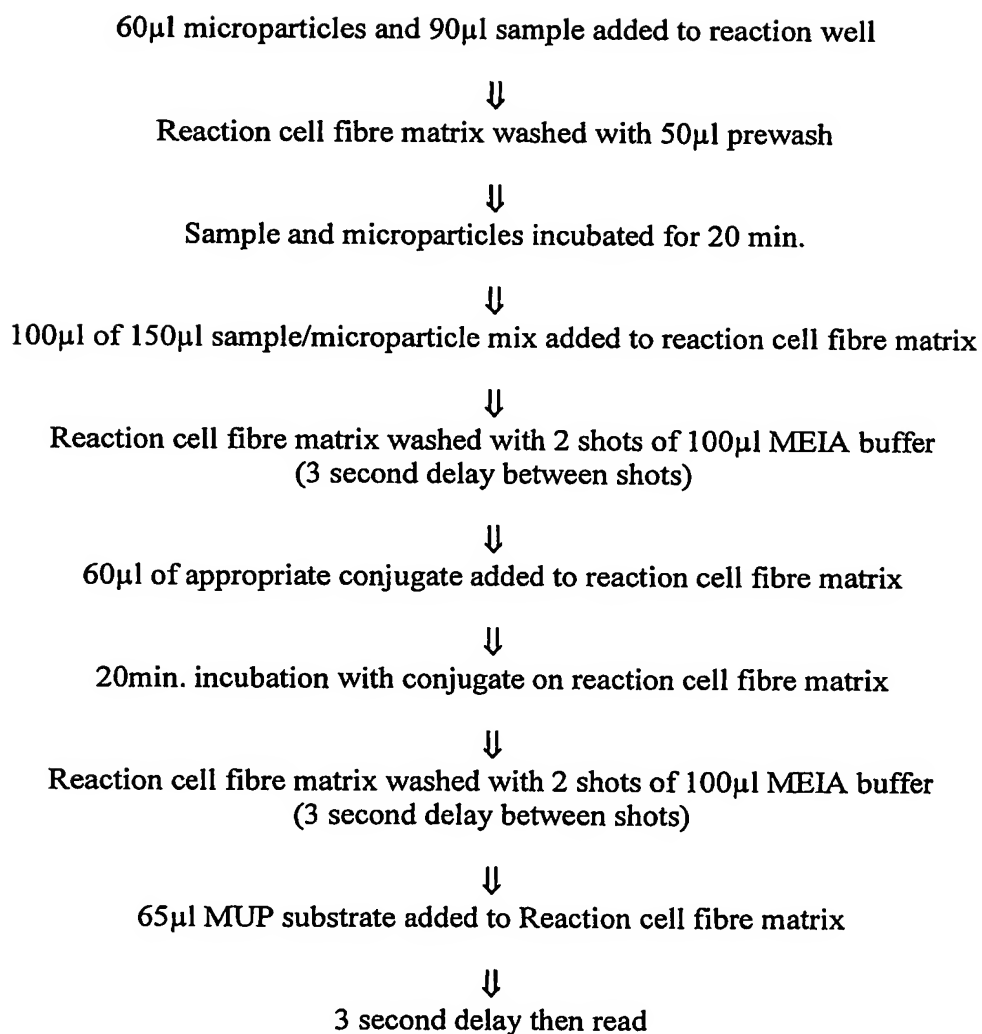 60µl microparticles and 90µl sample added to reaction well
⇓
Reaction cell fibre matrix washed with 50µl prewash
⇓
Sample and microparticles incubated for 20 min.
⇓
100µl of 150µl sample/microparticle mix added to reaction cell fibre matrix
⇓
Reaction cell fibre matrix washed with 2 shots of 100µl MEIA buffer
(3 second delay between shots)
⇓
60µl of appropriate conjugate added to reaction cell fibre matrix
⇓
20min. incubation with conjugate on reaction cell fibre matrix
⇓
Reaction cell fibre matrix washed with 2 shots of 100µl MEIA buffer
(3 second delay between shots)
⇓
65µl MUP substrate added to Reaction cell fibre matrix
⇓
3 second delay then read